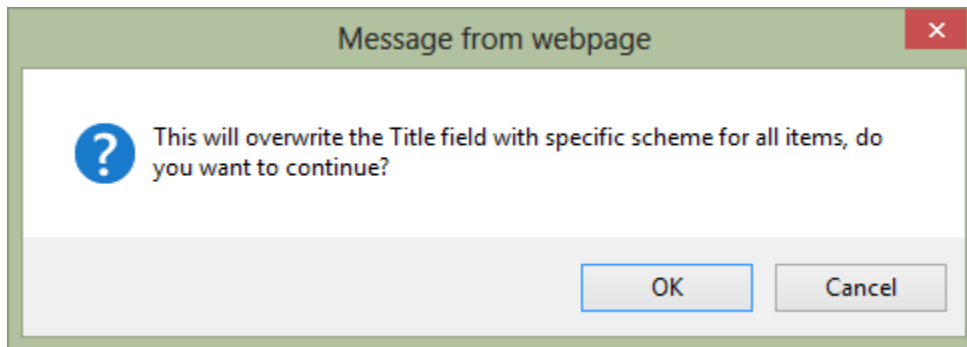 Message from webpage
This will overwrite the Title field with specific scheme for all items, do
you want to continue?
OK
Cancel